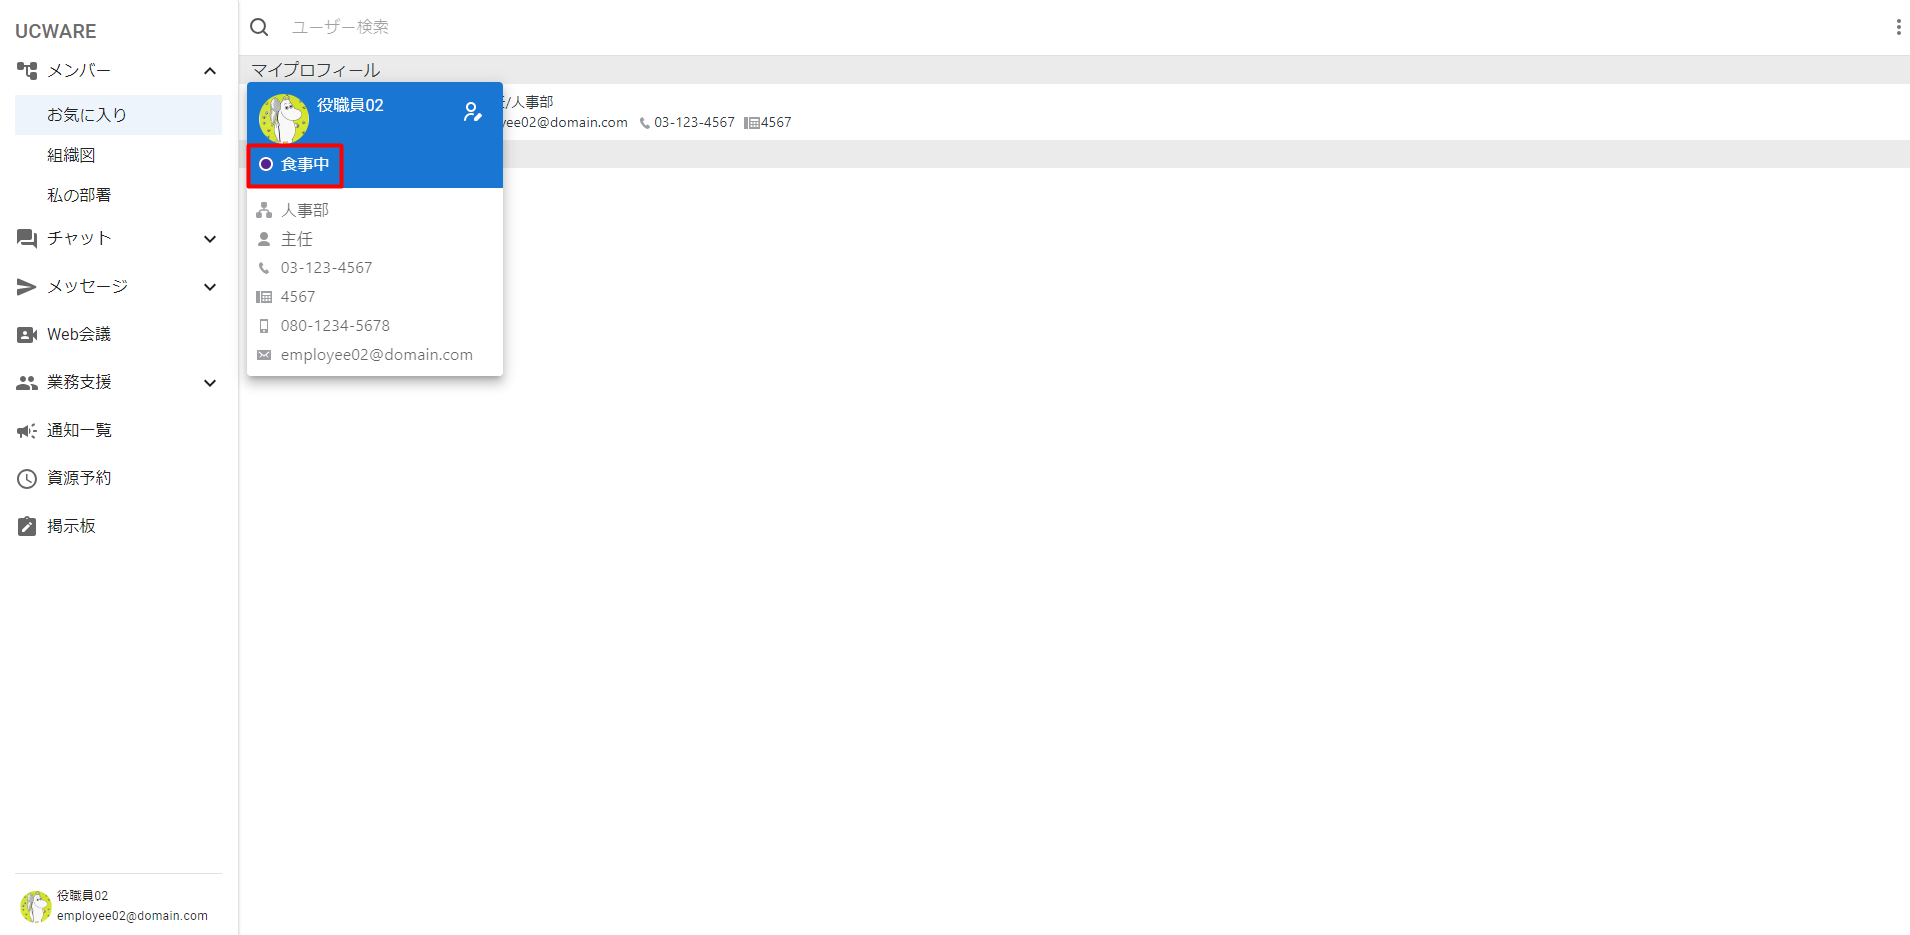 UCWARE
メンバー
お気に入り
組織図
私の部署
チャット
メッセージ
Web会議
業務支援
通知一覧
資源予約
掲示板
役職員02
employee02@domain.com
ユーザー検索
マイプロフィール
/人事部
ee02@domain.com 03-123-4567 4567
役職員02
食事中
人事部
主任
03-123-4567
4567
080-1234-5678
employee02@domain.com